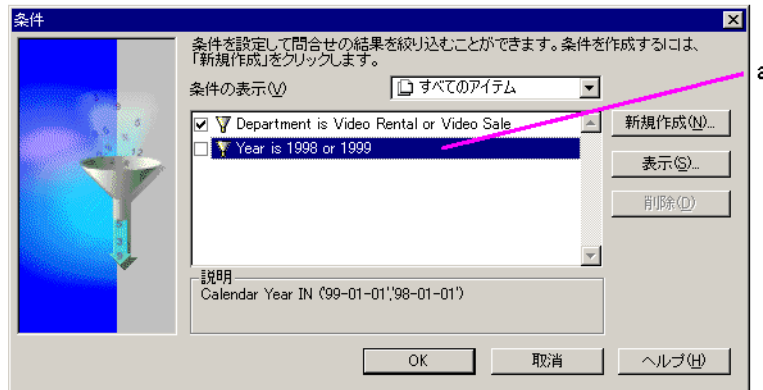 条件
条件を設定して問合せの結果を絞り込むことができます。条件を作成するには、
「新規作成」をクリックします。
条件の表示(V)
すべてのアイテム
a
Department is Video Rental or Video Sale
新規作成(N)...
Year is 1998 or 1999
表示(S)...
削除(D)
説明
Calendar Year IN ('99-01-01','98-01-01')
OK
取消
ヘルプ(H)